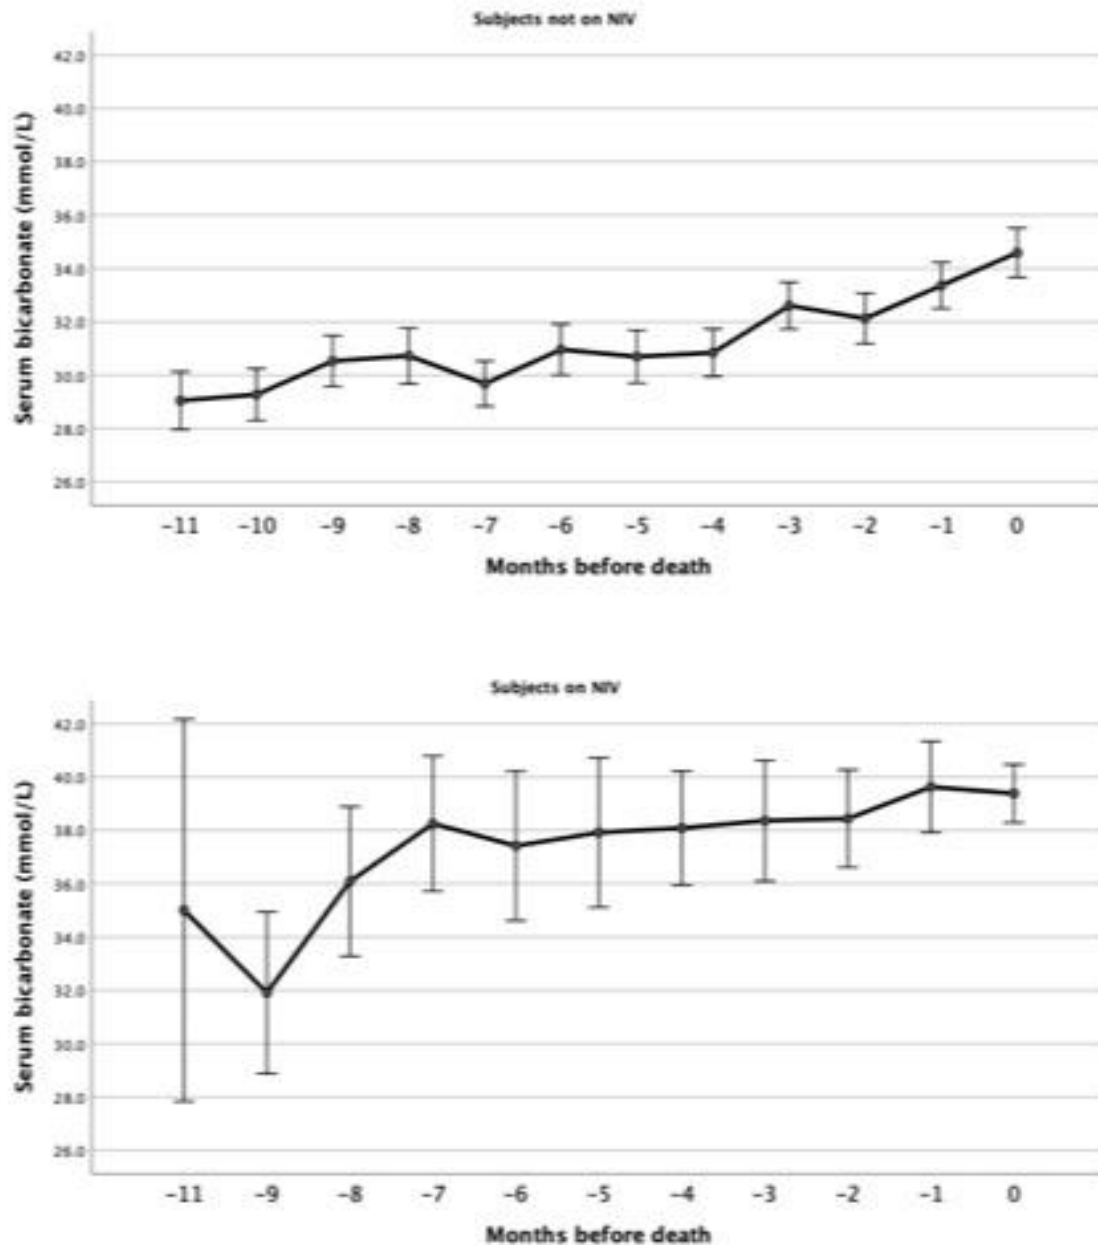 Subjects not on NIV
Serum bicarbonate (mmol/L)
42.0
40.0
38.0
36.0
34.0
32.0
30.0
28.0
26.0
-11 -10 -9 -8 -7 -6 -5 -4 -3 -2 -1 0
Months before death
Subjects on NIV
Serum bicarbonate (mmol/L)
42.0
40.0
38.0
36.0
34.0
32.0
30.0
28.0
26.0
-11 -9 -8 -7 -6 -5 -4 -3 -2 -1 0
Months before death